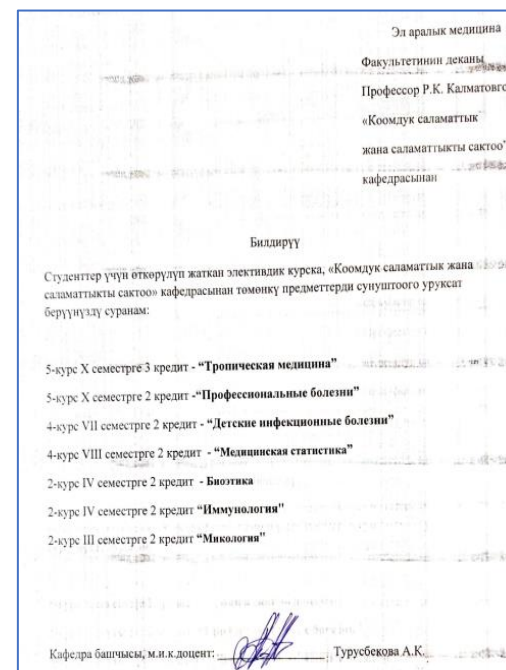 Эл аралык медицина
Факультетинин деканы
Профессор Р.К. Калматовго
«Коомдук саламаттык
жана саламаттыкты сактоо"
кафедрасынан
Билдирүү
Студенттер үчүн өткөрүлүп жаткан элективдик курска, «Коомдук саламаттык жана
саламаттыкты сактоо» кафедрасынан төмөнкү предметтерди сунуштоого уруксат
берүүнүздү суранам:
5-курс X семестрге 3 кредит - “Тропическая медицина”
5-курс X семестрге 2 кредит -“Профессиональные болезни”
4-курс VII семестрге 2 кредит - “Детские инфекционные болезни”
4-курс VIII семестрге 2 кредит - “Медицинская статистика”
2-курс IV семестрге 2 кредит - Биоэтика
2-курс IV семестрге 2 кредит “Иммунология”
2-курс III семестрге 2 кредит “Микология”
Кафедра башчысы, м.и.к.доцент: Турусбекова А.К.